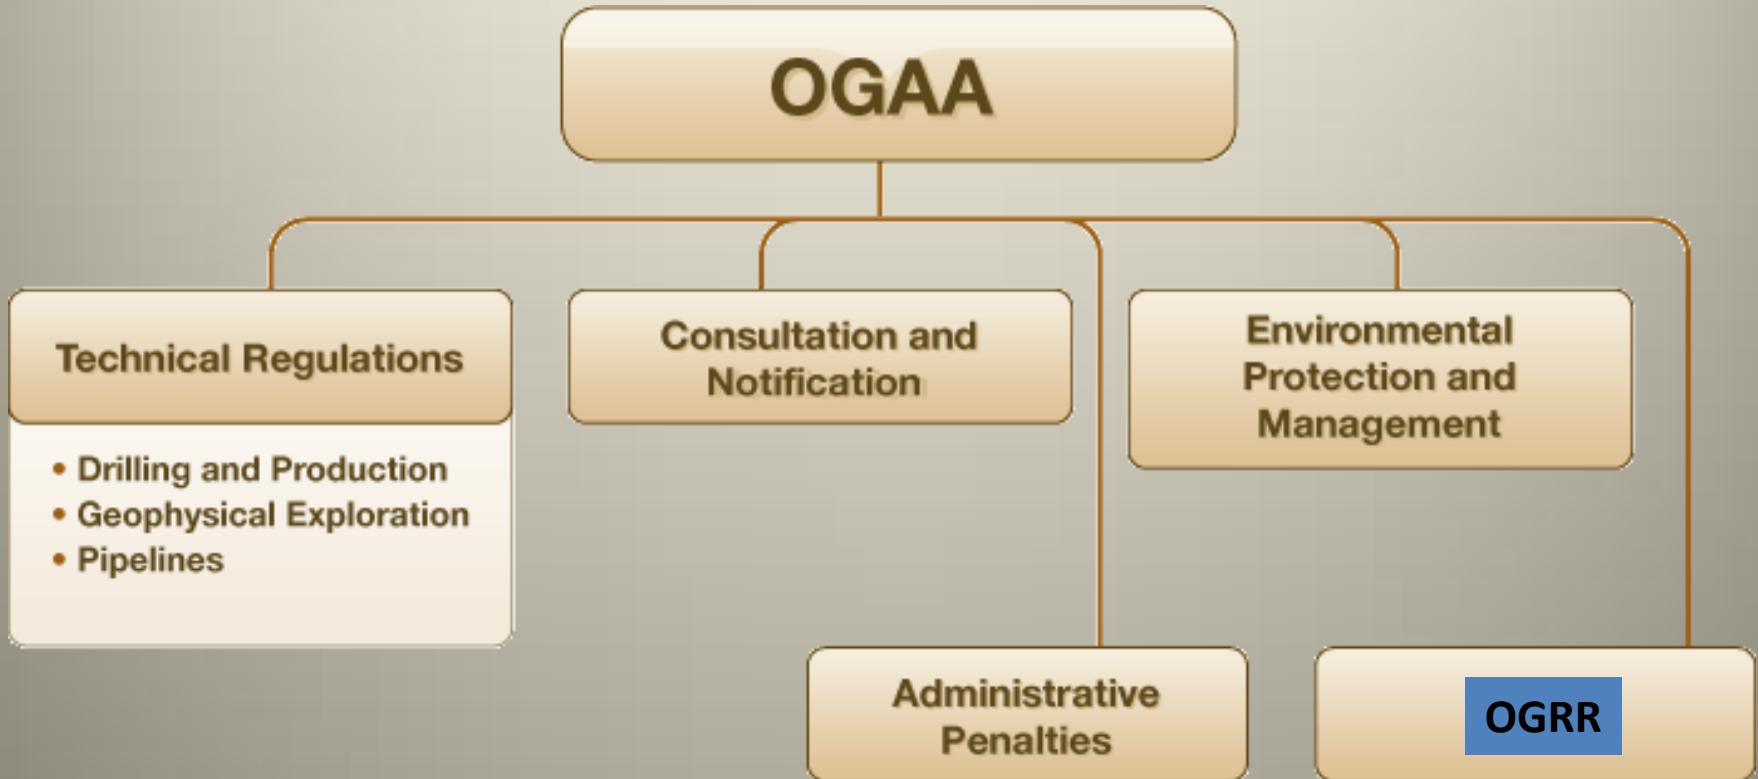 OGAA
Technical Regulations
• Drilling and Production
• Geophysical Exploration
• Pipelines
Consultation and
Notification
Environmental
Protection and
Management
Administrative
Penalties
OGRR